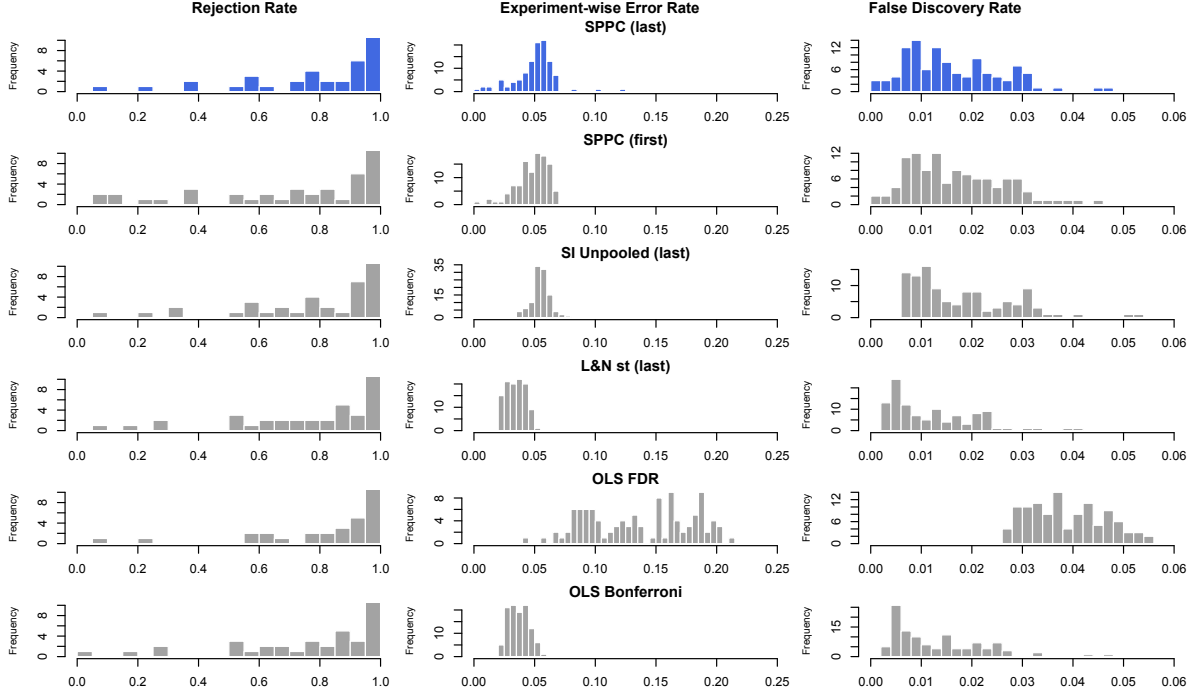 Rejection Rate Experiment-wise Error Rate False Discovery Rate
SPPC (last)
Frequency
0 4 8
0.0 0.2 0.4 0.6 0.8 1.0
Frequency
0 10 20
0.00 0.05 0.10 0.15 0.20 0.25
Frequency
0 4 8 12
0.00 0.01 0.02 0.03 0.04 0.05 0.06
SPPC (first)
Frequency
0 4 8
0.0 0.2 0.4 0.6 0.8 1.0
Frequency
0 10
0.00 0.05 0.10 0.15 0.20 0.25
Frequency
0 6 12
0.00 0.01 0.02 0.03 0.04 0.05 0.06
SI Unpooled (last)
Frequency
0 4 8
0.0 0.2 0.4 0.6 0.8 1.0
Frequency
0 15 35
0.00 0.05 0.10 0.15 0.20 0.25
Frequency
0 10
0.00 0.01 0.02 0.03 0.04 0.05 0.06
L&N st (last)
Frequency
0 4 8
0.0 0.2 0.4 0.6 0.8 1.0
Frequency
0 10
0.00 0.05 0.10 0.15 0.20 0.25
Frequency
0 10
0.00 0.01 0.02 0.03 0.04 0.05 0.06
OLS FDR
Frequency
0 4 8
0.0 0.2 0.4 0.6 0.8 1.0
Frequency
0 4 8
0.00 0.05 0.10 0.15 0.20
Frequency
0 6 12
0.00 0.01 0.02 0.03 0.04 0.05 0.06
OLS Bonferroni
Frequency
0 4 8
0.0 0.2 0.4 0.6 0.8 1.0
Frequency
0 10
0.00 0.05 0.10 0.15 0.20 0.25
Frequency
0 15
0.00 0.01 0.02 0.03 0.04 0.05 0.06